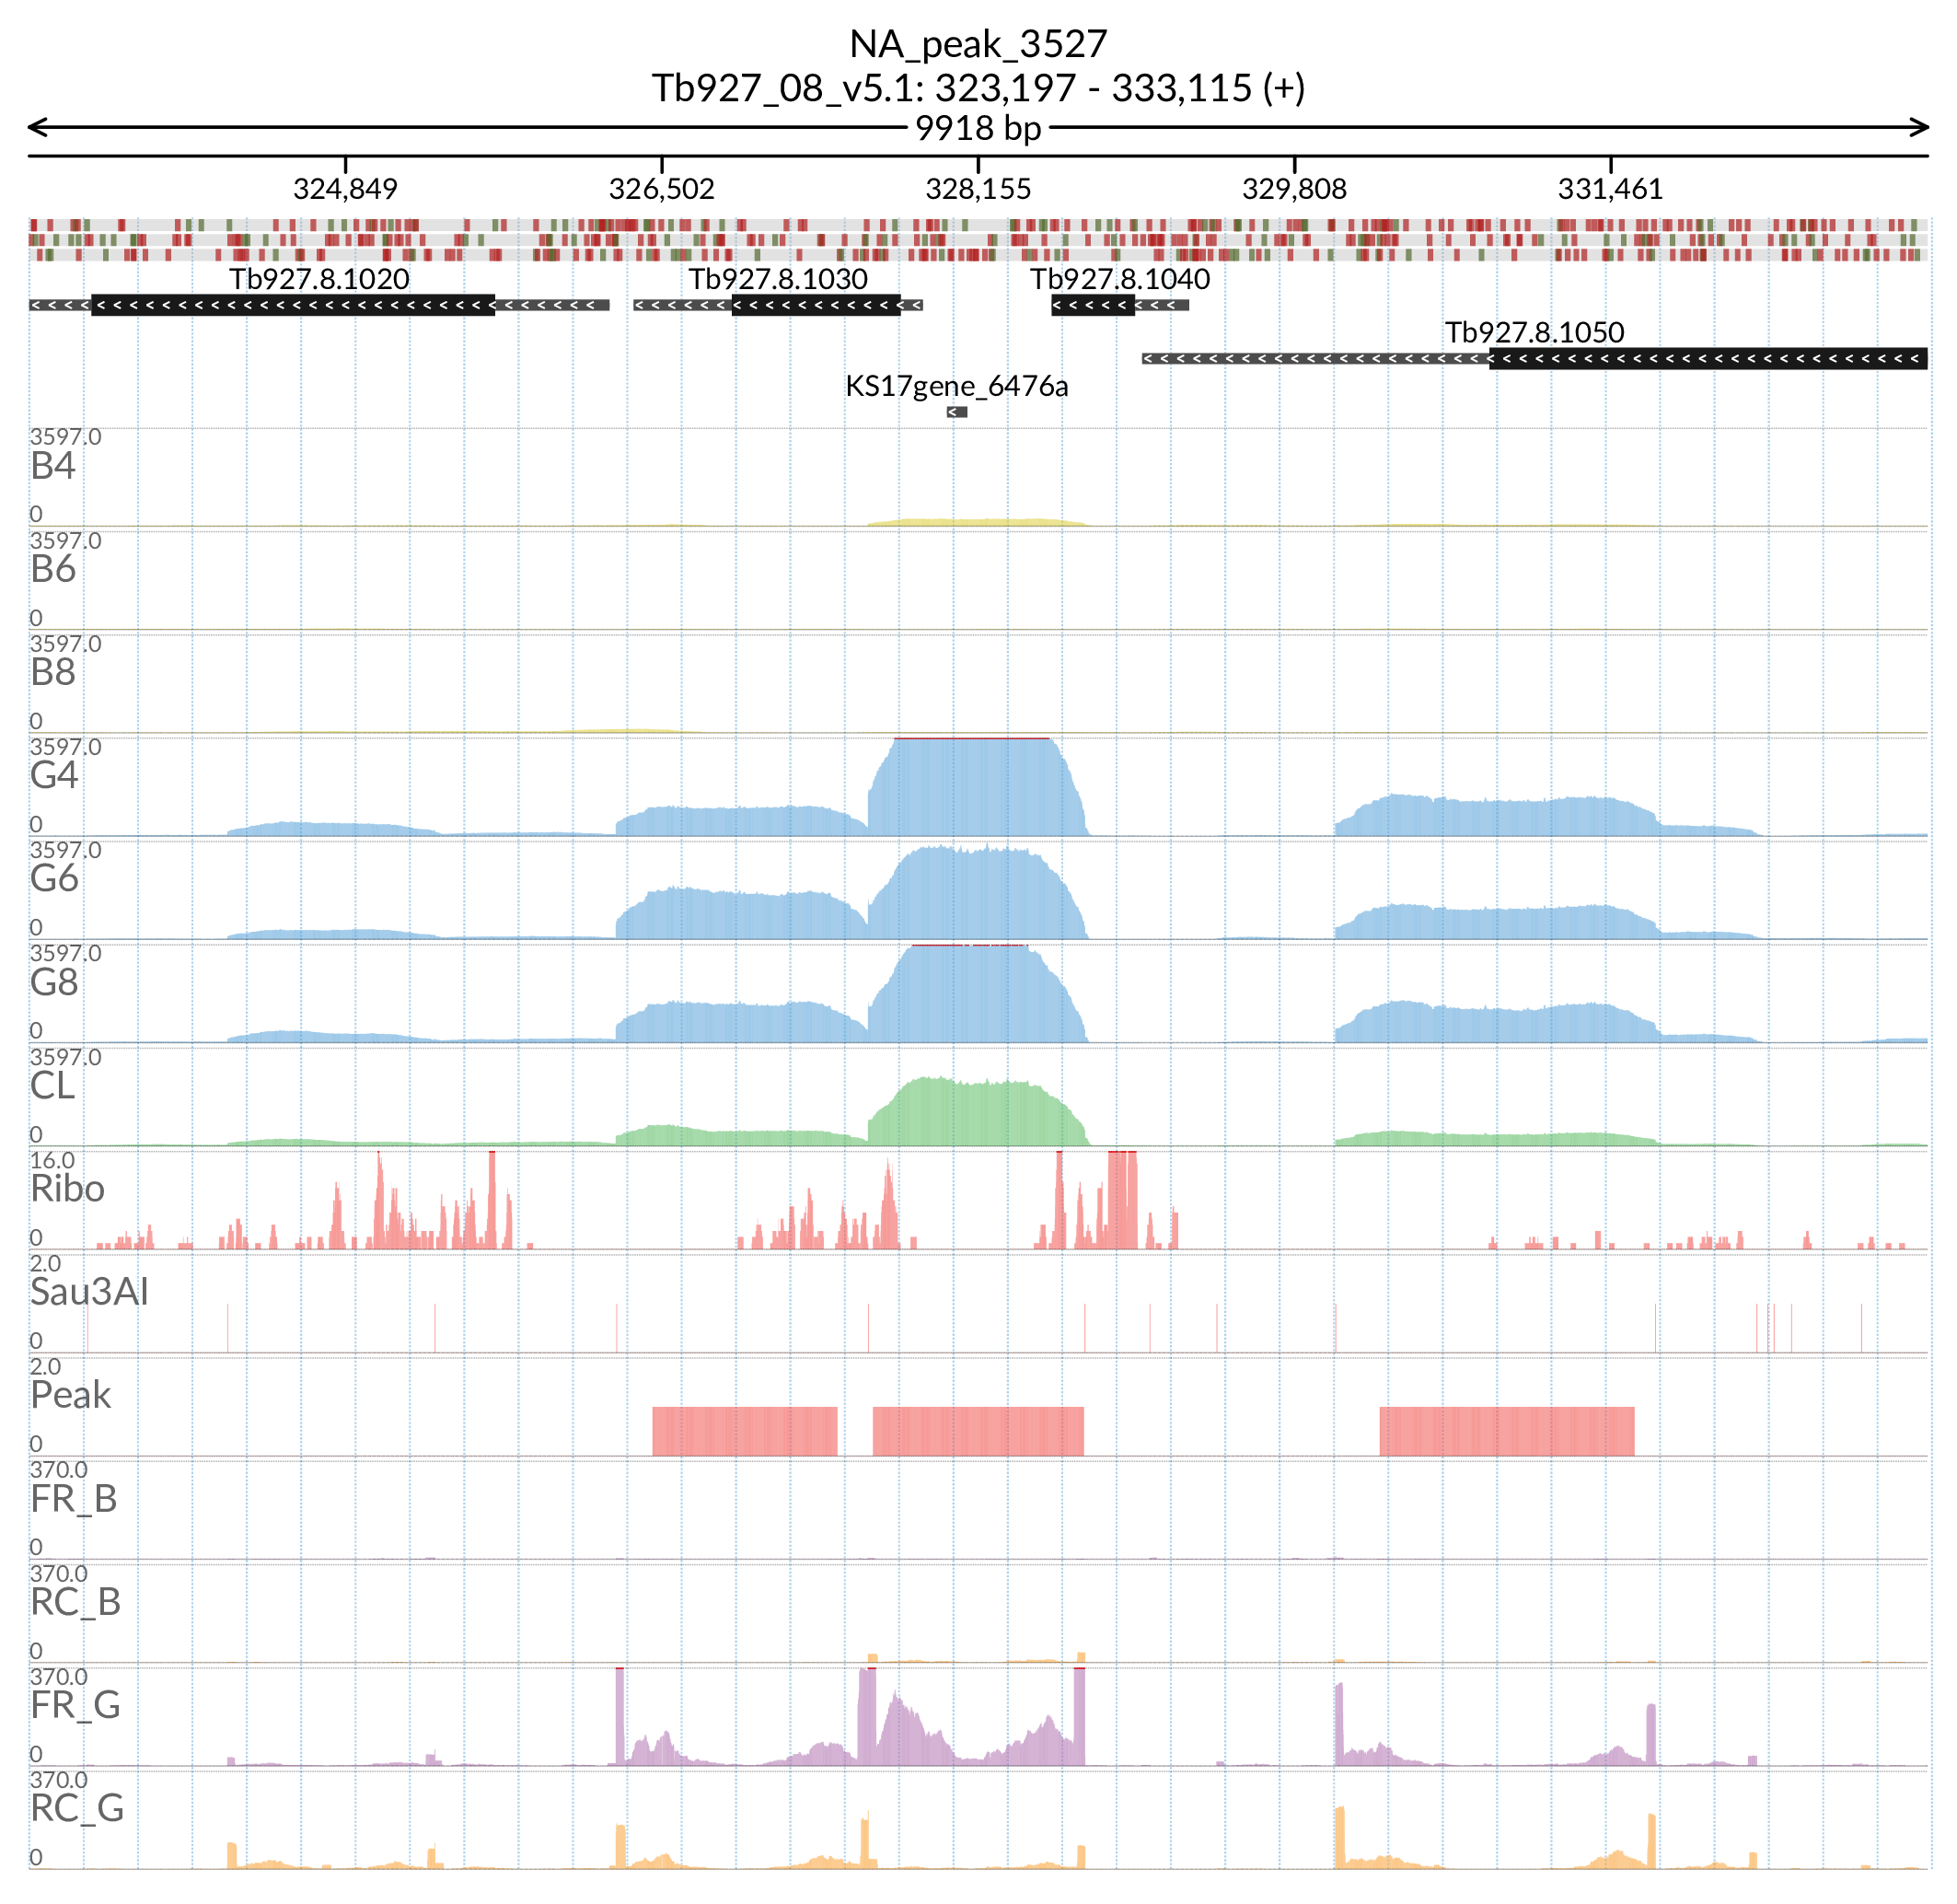 NA_peak_3527
Tb927_08_v5.1: 323,197 - 333,115 (+)
9918 bp
324,849 326,502 328,155 329,808 331,461
Tb927.8.1020 Tb927.8.1030 Tb927.8.1040
Tb927.8.1050
KS17gene_6476a
3597.0
B4
0
3597.0
B6
0
3597.0
B8
0
3597.0
G4
0
3597.0
G6
0
3597.0
G8
0
3597.0
CL
0
16.0
Ribo
0
2.0
Sau3AI
0
2.0
Peak
0
370.0
FR_B
0
370.0
RC_B
0
370.0
FR_G
0
370.0
RC_G
0